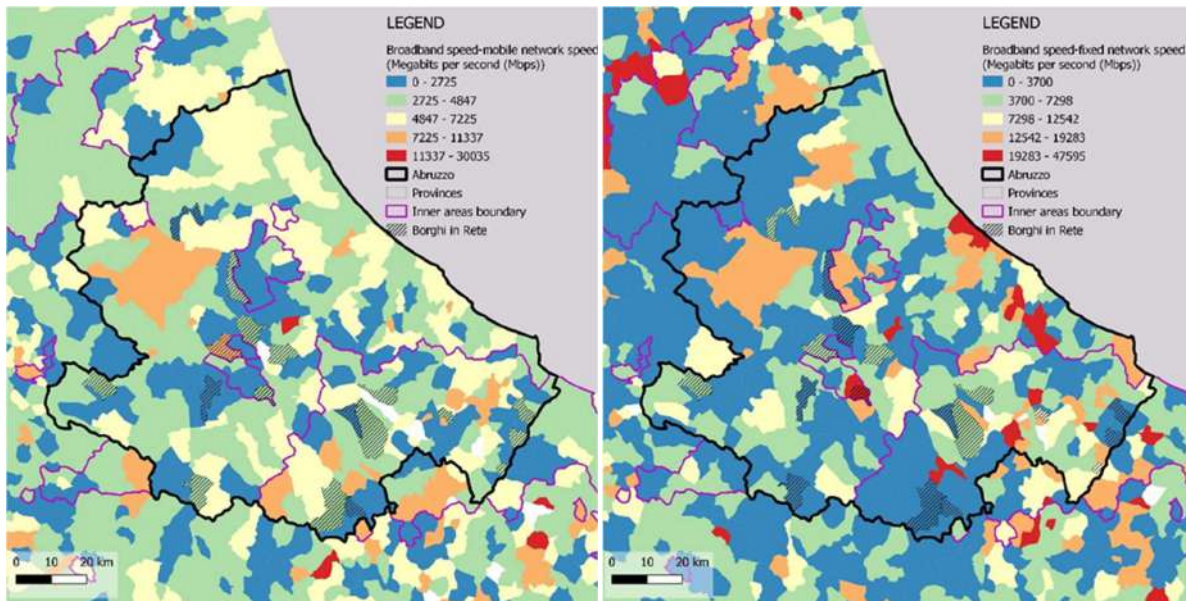 LEGEND
Broadband speed-mobile network speed
(Megabits per second (Mbps))
0 - 2725
2725 - 4847
4847 - 7225
7225 - 11337
11337 - 30035
Abruzzo
Provinces
Inner areas boundary
Borghi in Rete
0 10 20 km
LEGEND
Broadband speed-fixed network speed
(Megabits per second (Mbps))
0 - 3700
3700 - 7298
7298 - 12542
12542 - 19283
19283 - 47595
Abruzzo
Provinces
Inner areas boundary
Borghi in Rete
0 10 20 km